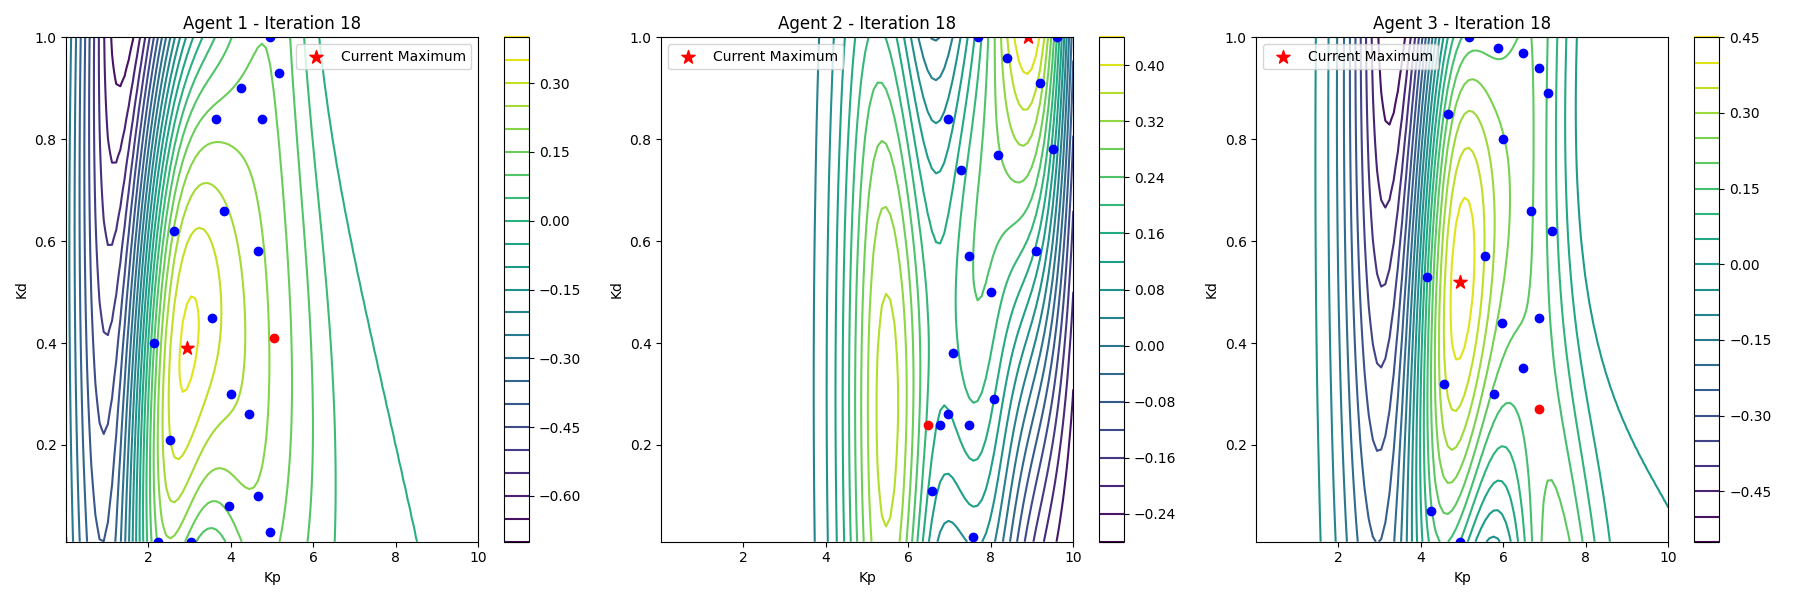 Agent 1 - Iteration 18
Current Maximum
Kd
1.0
0.8
0.6
0.4
0.2
2 4 6 8 10
Kp
0.30
0.15
0.00
−0.15
−0.30
−0.45
−0.60
Agent 2 - Iteration 18
Current Maximum
Kd
1.0
0.8
0.6
0.4
0.2
2 4 6 8 10
Kp
0.40
0.32
0.24
0.16
0.08
0.00
−0.08
−0.16
−0.24
Agent 3 - Iteration 18
Current Maximum
Kd
1.0
0.8
0.6
0.4
0.2
2 4 6 8 10
Kp
0.45
0.30
0.15
0.00
−0.15
−0.30
−0.45